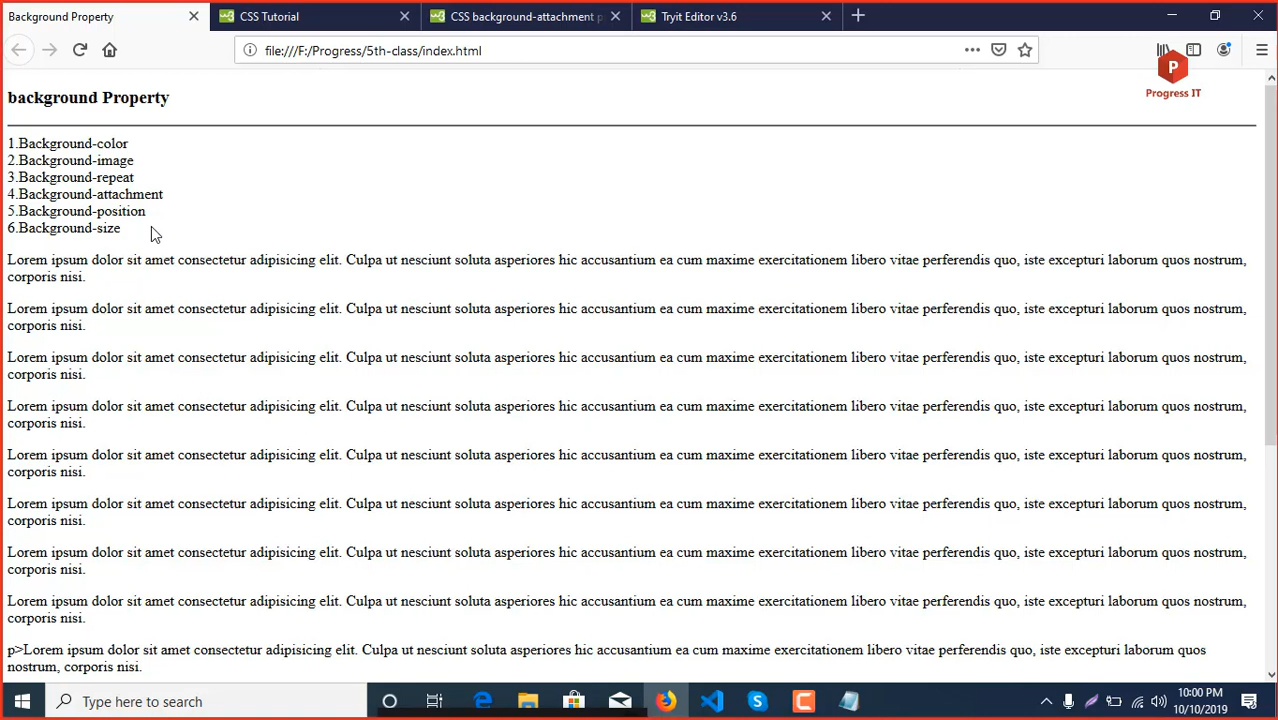 Background Property
CSS Tutorial
CSS background-attachment p
Tryit Editor v3.6
file:///F:/Progress/5th-class/index.html
P
Progress IT
background Property
1.Background-color
2.Background-image
3.Background-repeat
4.Background-attachment
5.Background-position
6.Background-size
Lorem ipsum dolor sit amet consectetur adipisicing elit. Culpa ut nesciunt soluta asperiores hic accusantium ea cum maxime exercitationem libero vitae perferendis quo, iste excepturi laborum quos nostrum,
corporis nisi.
Lorem ipsum dolor sit amet consectetur adipisicing elit. Culpa ut nesciunt soluta asperiores hic accusantium ea cum maxime exercitationem libero vitae perferendis quo, iste excepturi laborum quos nostrum,
corporis nisi.
Lorem ipsum dolor sit amet consectetur adipisicing elit. Culpa ut nesciunt soluta asperiores hic accusantium ea cum maxime exercitationem libero vitae perferendis quo, iste excepturi laborum quos nostrum,
corporis nisi.
Lorem ipsum dolor sit amet consectetur adipisicing elit. Culpa ut nesciunt soluta asperiores hic accusantium ea cum maxime exercitationem libero vitae perferendis quo, iste excepturi laborum quos nostrum,
corporis nisi.
Lorem ipsum dolor sit amet consectetur adipisicing elit. Culpa ut nesciunt soluta asperiores hic accusantium ea cum maxime exercitationem libero vitae perferendis quo, iste excepturi laborum quos nostrum,
corporis nisi.
Lorem ipsum dolor sit amet consectetur adipisicing elit. Culpa ut nesciunt soluta asperiores hic accusantium ea cum maxime exercitationem libero vitae perferendis quo, iste excepturi laborum quos nostrum,
corporis nisi.
Lorem ipsum dolor sit amet consectetur adipisicing elit. Culpa ut nesciunt soluta asperiores hic accusantium ea cum maxime exercitationem libero vitae perferendis quo, iste excepturi laborum quos nostrum,
corporis nisi.
Lorem ipsum dolor sit amet consectetur adipisicing elit. Culpa ut nesciunt soluta asperiores hic accusantium ea cum maxime exercitationem libero vitae perferendis quo, iste excepturi laborum quos nostrum,
corporis nisi.
p>Lorem ipsum dolor sit amet consectetur adipisicing elit. Culpa ut nesciunt soluta asperiores hic accusantium ea cum maxime exercitationem libero vitae perferendis quo, iste excepturi laborum quos
nostrum, corporis nisi.
Type here to search
10:00 PM
10/10/2019